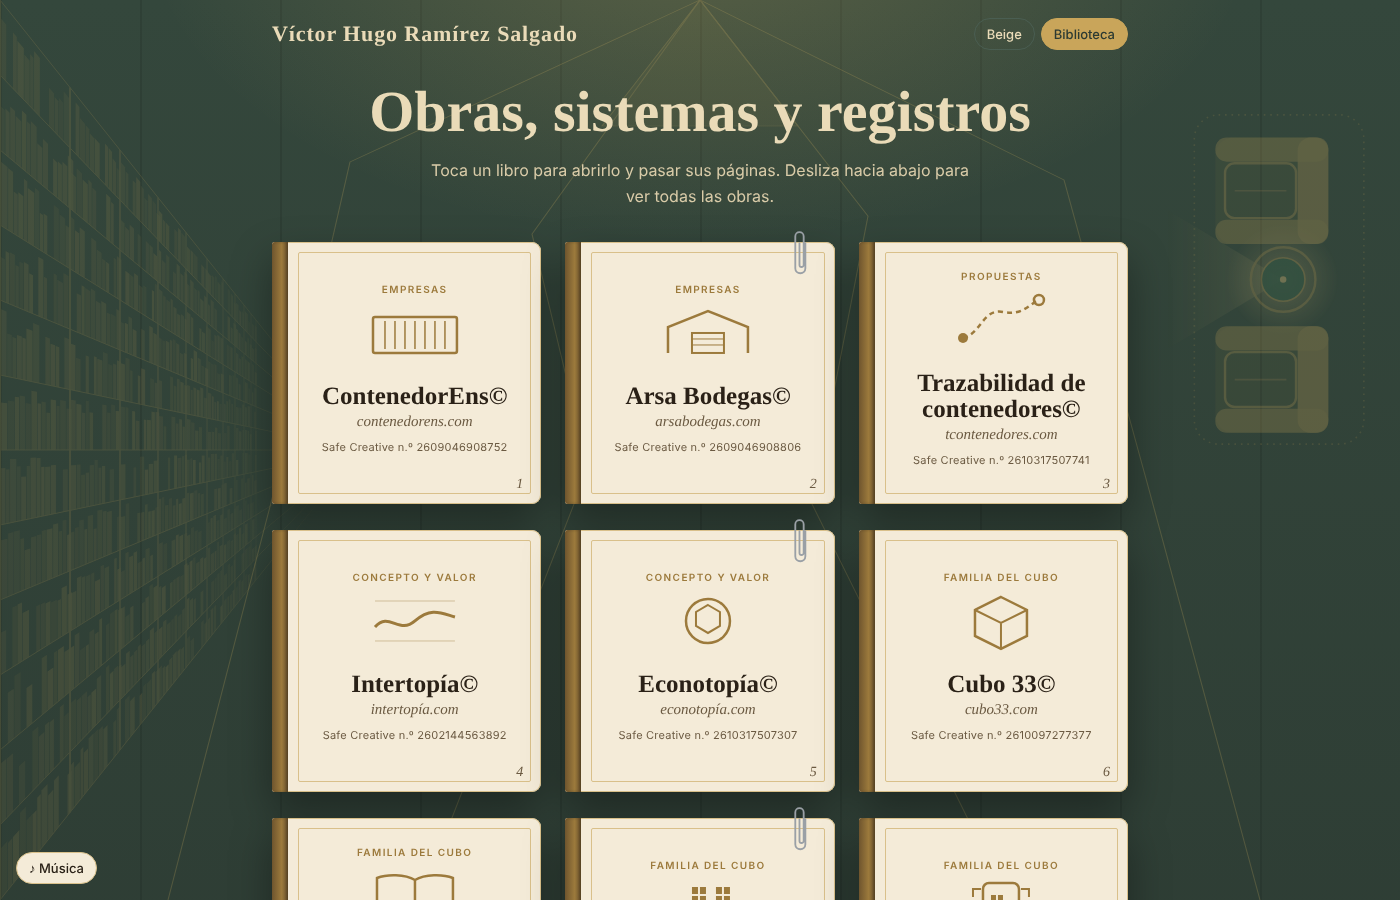 Víctor Hugo Ramírez Salgado
Beige
Biblioteca
Obras, sistemas y registros
Toca un libro para abrirlo y pasar sus páginas. Desliza hacia abajo para
ver todas las obras.
EMPRESAS
ContenedorEns©
contenedorens.com
Safe Creative n.º 2609046908752
1
EMPRESAS
Arsa Bodegas©
arsabodegas.com
Safe Creative n.º 2609046908806
2
PROPUESTAS
Trazabilidad de
contenedores©
tcontenedores.com
Safe Creative n.º 2610317507741
3
CONCEPTO Y VALOR
Intertopía©
intertopía.com
Safe Creative n.º 2602144563892
4
CONCEPTO Y VALOR
Econotopía©
econotopía.com
Safe Creative n.º 2610317507307
5
FAMILIA DEL CUBO
Cubo 33©
cubo33.com
Safe Creative n.º 2610097277377
6
FAMILIA DEL CUBO
FAMILIA DEL CUBO
FAMILIA DEL CUBO
♪ Música